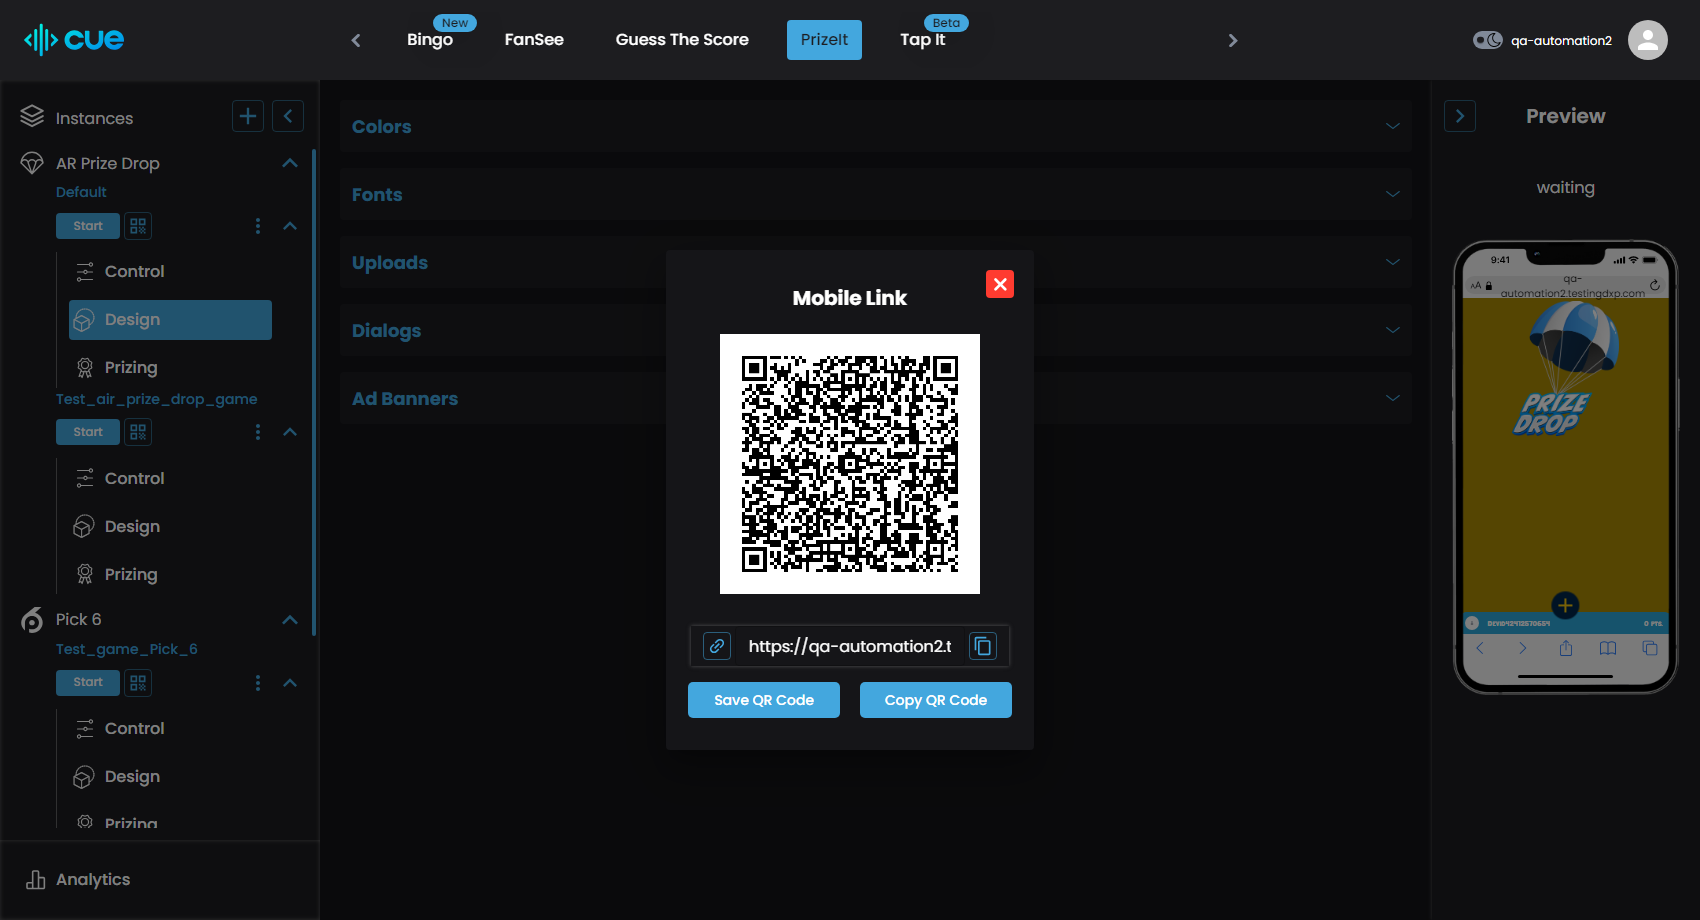 cue
Bingo
New
FanSee
Guess The Score
PrizeIt
Tap It
Beta
qa-automation2
Instances
AR Prize Drop
Default
Start
Control
Design
Prizing
Test_air_prize_drop_game
Start
Control
Design
Prizing
Pick 6
Test_game_Pick_6
Start
Control
Design
Prizing
Analytics
Colors
Fonts
Uploads
Dialogs
Ad Banners
Mobile Link
https://qa-automation2.t
Save QR Code
Copy QR Code
Preview
waiting
9:41
AA
qa-
automation2.testingdxp.com
PRIZE
DROP
0 PTS.